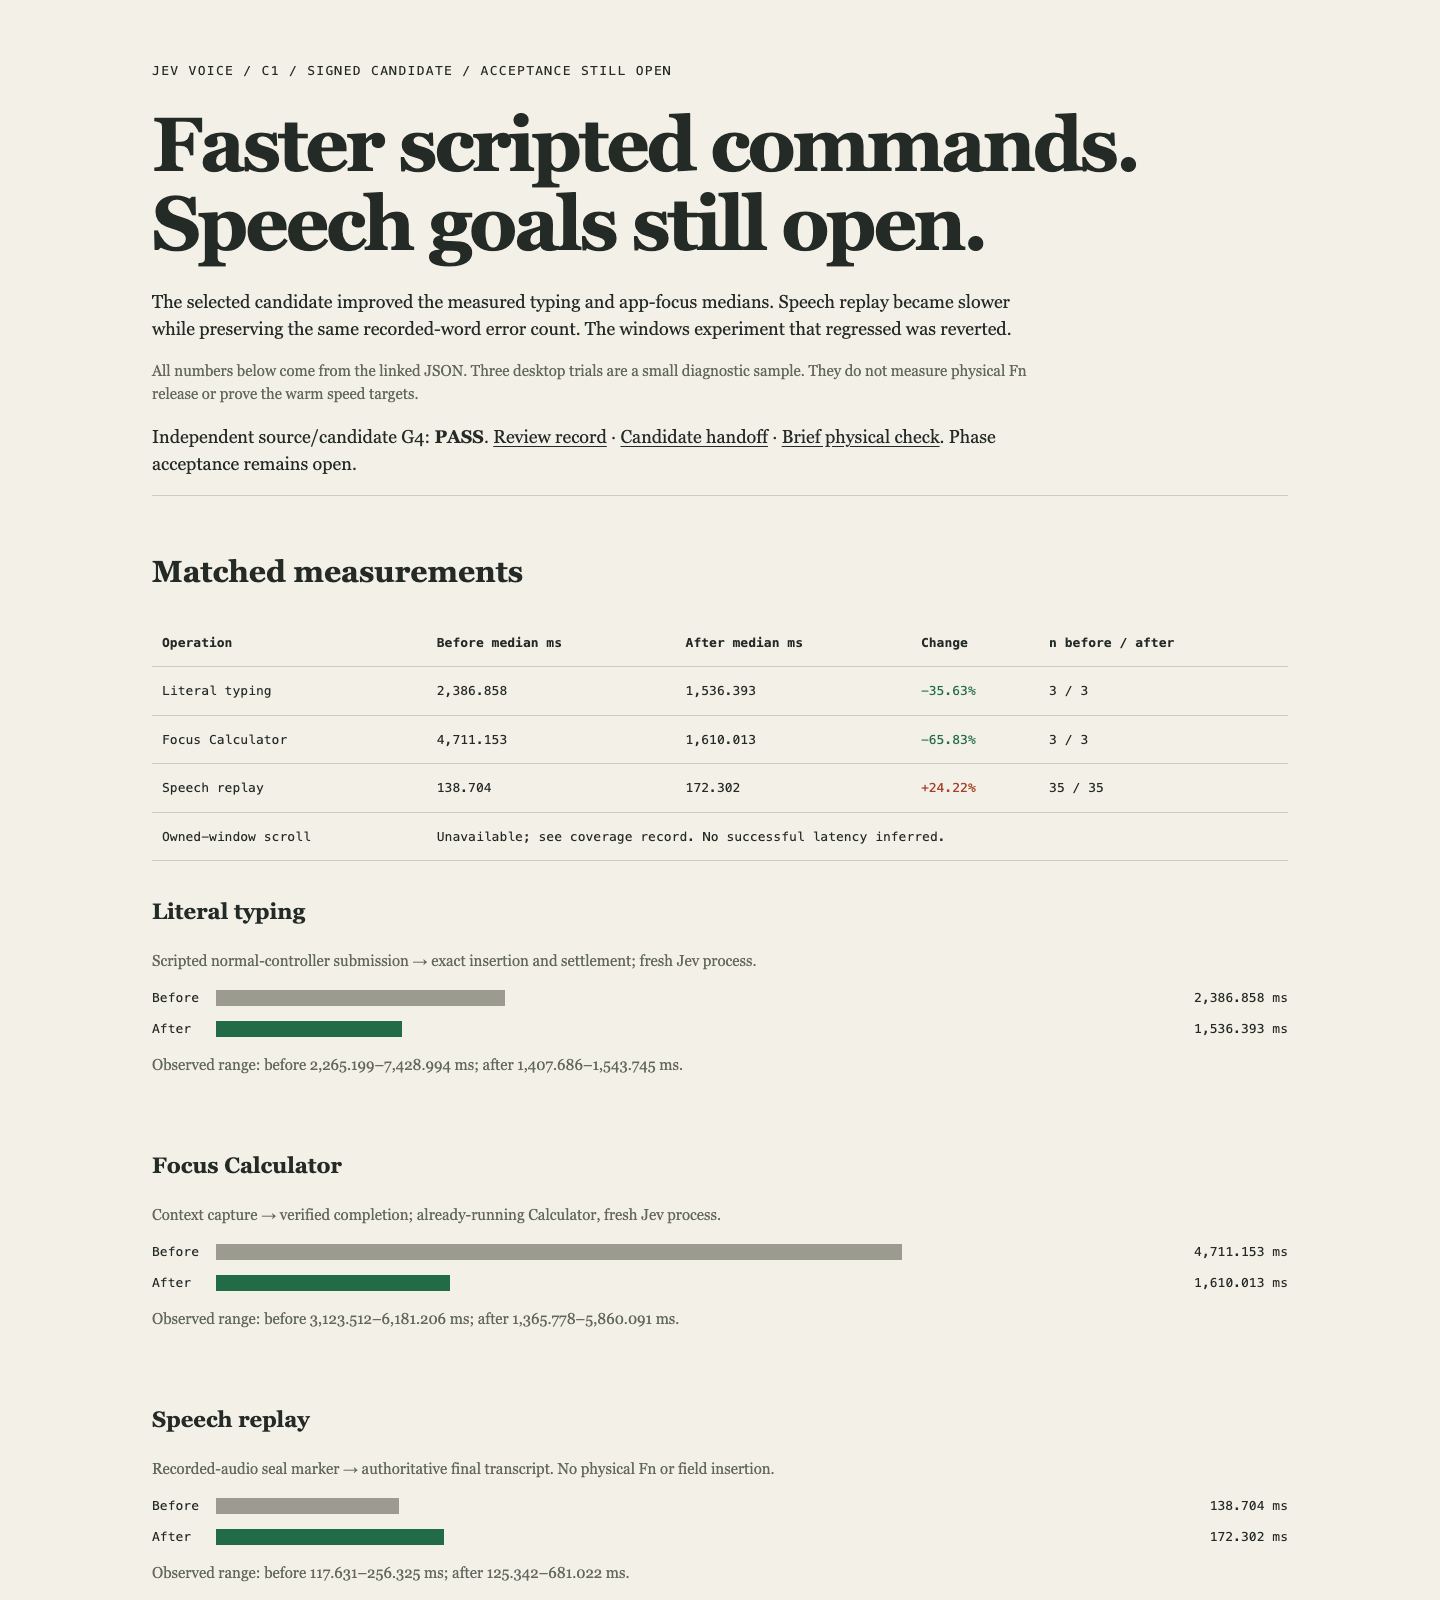 JEV VOICE / C1 / SIGNED CANDIDATE / ACCEPTANCE STILL OPEN
Faster scripted commands.
Speech goals still open.
The selected candidate improved the measured typing and app-focus medians. Speech replay became slower
while preserving the same recorded-word error count. The windows experiment that regressed was reverted.
All numbers below come from the linked JSON. Three desktop trials are a small diagnostic sample. They do not measure physical Fn
release or prove the warm speed targets.
Independent source/candidate G4: PASS. Review record · Candidate handoff · Brief physical check. Phase
acceptance remains open.
Matched measurements
Operation Before median ms After median ms Change n before / after
Literal typing 2,386.858 1,536.393 −35.63% 3 / 3
Focus Calculator 4,711.153 1,610.013 −65.83% 3 / 3
Speech replay 138.704 172.302 +24.22% 35 / 35
Owned-window scroll Unavailable; see coverage record. No successful latency inferred.
Literal typing
Scripted normal-controller submission → exact insertion and settlement; fresh Jev process.
Before 2,386.858 ms
After 1,536.393 ms
Observed range: before 2,265.199–7,428.994 ms; after 1,407.686–1,543.745 ms.
Focus Calculator
Context capture → verified completion; already-running Calculator, fresh Jev process.
Before 4,711.153 ms
After 1,610.013 ms
Observed range: before 3,123.512–6,181.206 ms; after 1,365.778–5,860.091 ms.
Speech replay
Recorded-audio seal marker → authoritative final transcript. No physical Fn or field insertion.
Before 138.704 ms
After 172.302 ms
Observed range: before 117.631–256.325 ms; after 125.342–681.022 ms.